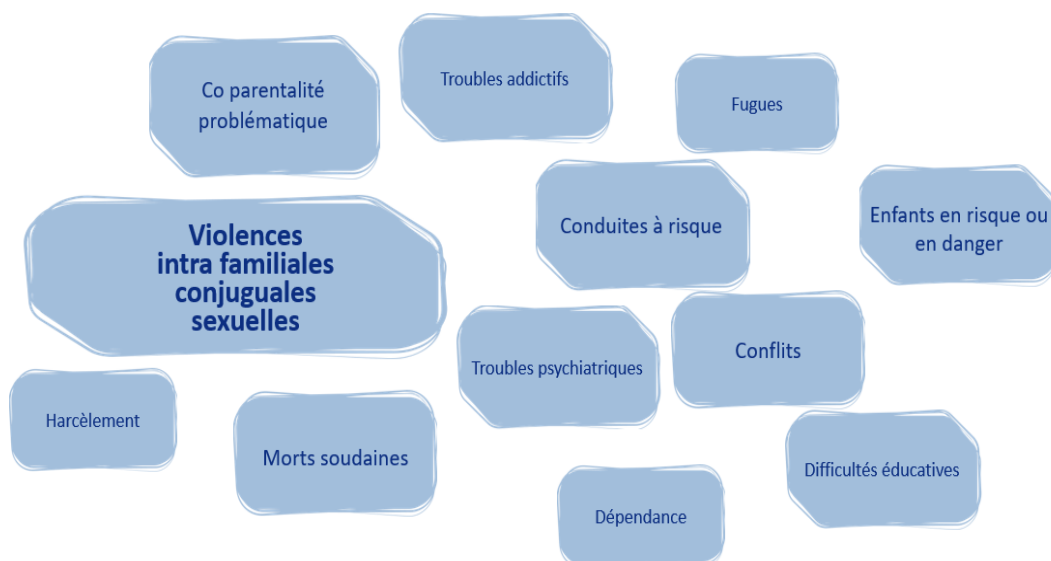 Co parentalité
problématique
Troubles addictifs
Fugues
Violences
intra familiales
conjuguales
sexuelles
Conduites à risque
Enfants en risque ou
en danger
Troubles psychiatriques
Conflits
Harcèlement
Morts soudaines
Difficultés éducatives
Dépendance